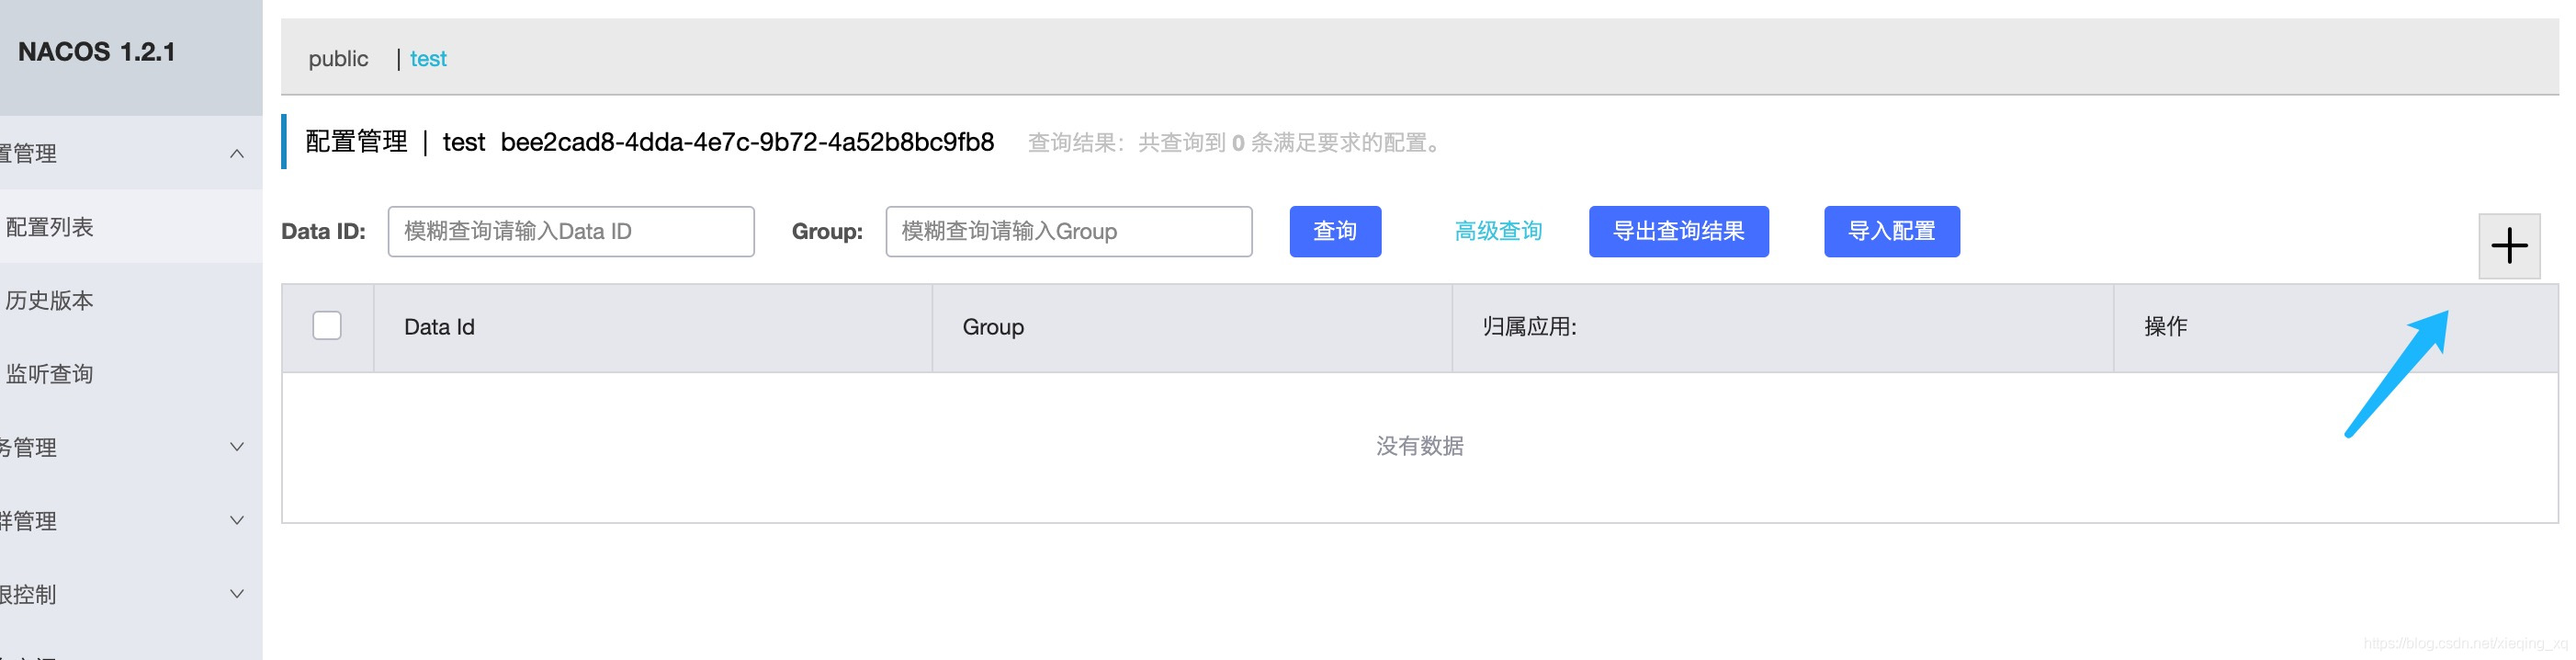 NACOS 1.2.1
public | test
置管理
配置管理 | test bee2cad8-4dda-4e7c-9b72-4a52b8bc9fb8 查询结果：共查询到 0 条满足要求的配置。
配置列表
Data ID: 模糊查询请输入Data ID Group: 模糊查询请输入Group 查询 高级查询 导出查询结果 导入配置
历史版本
Data Id Group 归属应用: 操作
监听查询
务管理
没有数据
群管理
限控制
https://blog.csdn.net/xieqing_xq